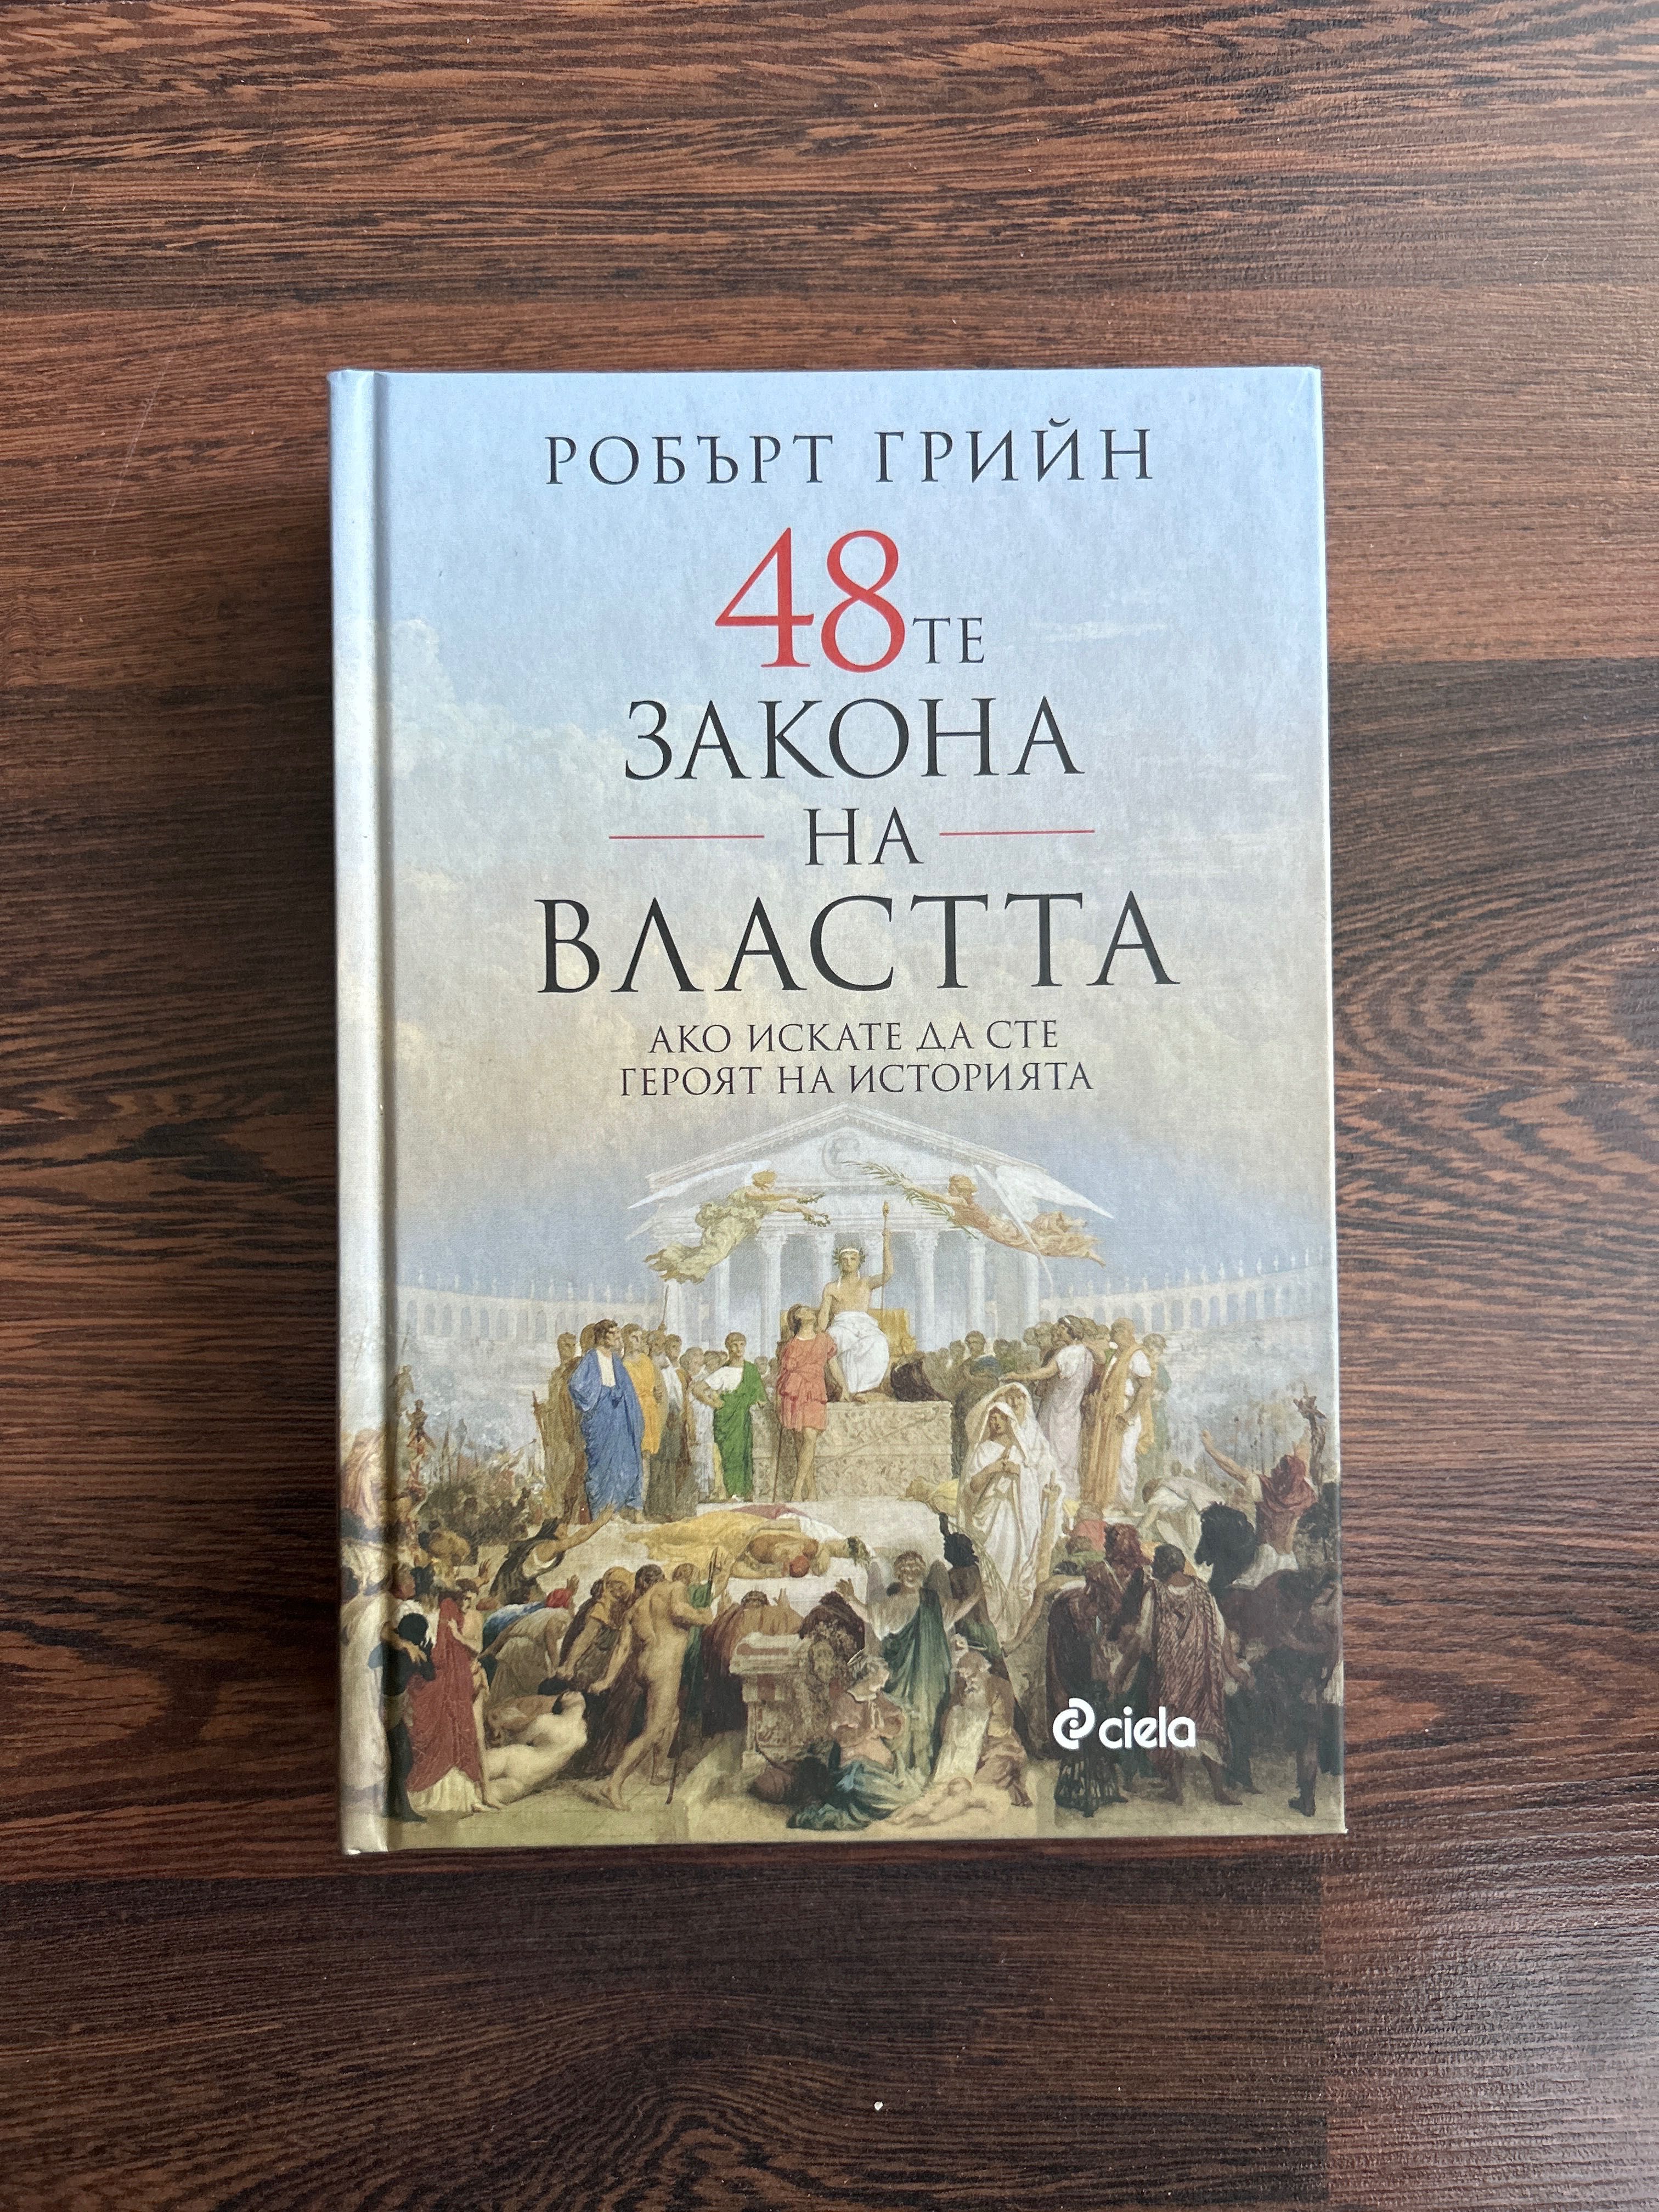 РОБЪРТ ГРИЙН
48ТЕ
ЗАКОНА
НА
ВЛАСТТА
АКО ИСКАТЕ ДА СТЕ
ГЕРОЯТ НА ИСТОРИЯТА
ciela